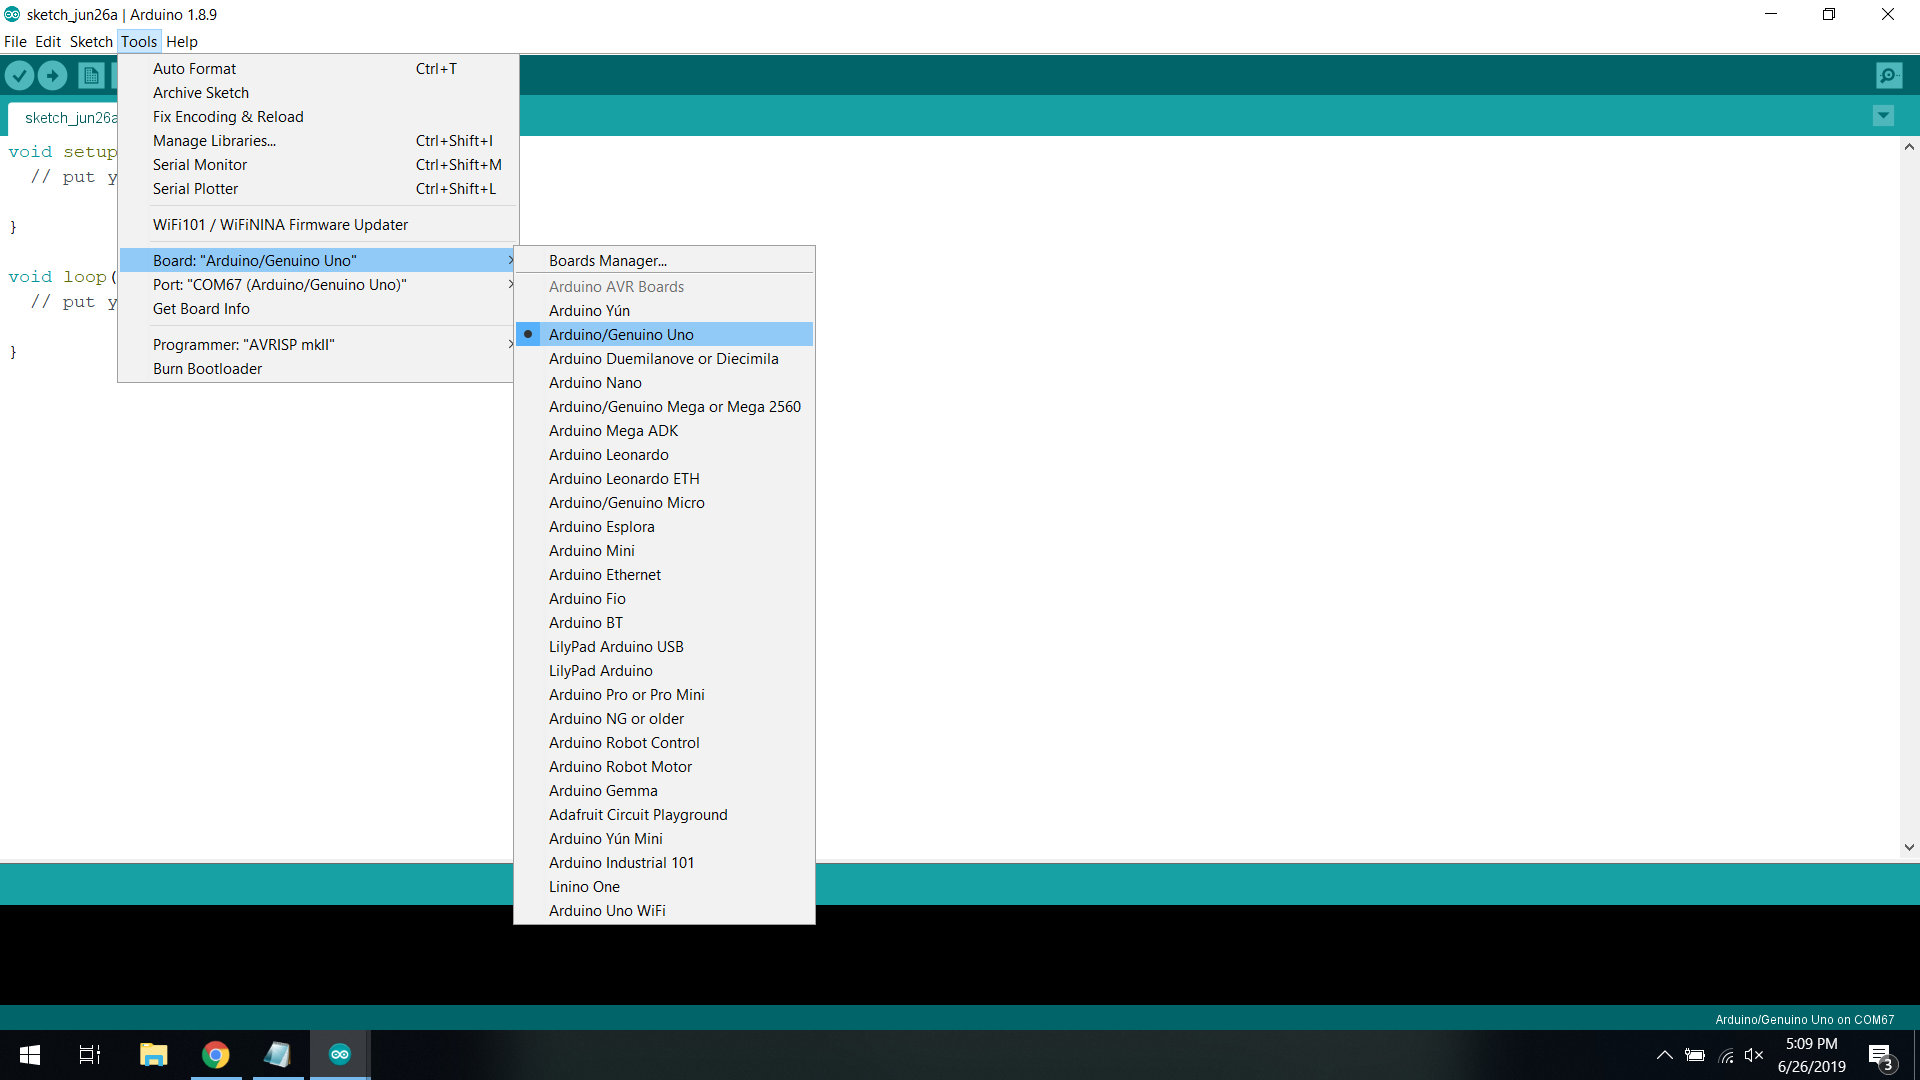 sketch_jun26a | Arduino 1.8.9
File Edit Sketch Tools Help
sketch_jun26a
void setup
// put y
}
void loop(
// put y
}
Auto Format Ctrl+T
Archive Sketch
Fix Encoding & Reload
Manage Libraries... Ctrl+Shift+I
Serial Monitor Ctrl+Shift+M
Serial Plotter Ctrl+Shift+L
WiFi101 / WiFiNINA Firmware Updater
Board: "Arduino/Genuino Uno"
Port: "COM67 (Arduino/Genuino Uno)"
Get Board Info
Programmer: "AVRISP mkII"
Burn Bootloader
Boards Manager...
Arduino AVR Boards
Arduino Yún
Arduino/Genuino Uno
Arduino Duemilanove or Diecimila
Arduino Nano
Arduino/Genuino Mega or Mega 2560
Arduino Mega ADK
Arduino Leonardo
Arduino Leonardo ETH
Arduino/Genuino Micro
Arduino Esplora
Arduino Mini
Arduino Ethernet
Arduino Fio
Arduino BT
LilyPad Arduino USB
LilyPad Arduino
Arduino Pro or Pro Mini
Arduino NG or older
Arduino Robot Control
Arduino Robot Motor
Arduino Gemma
Adafruit Circuit Playground
Arduino Yún Mini
Arduino Industrial 101
Linino One
Arduino Uno WiFi
Arduino/Genuino Uno on COM67
5:09 PM
6/26/2019
3